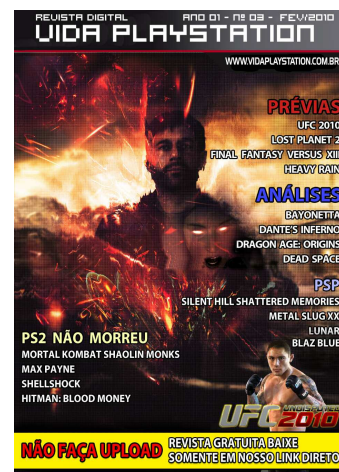 REVISTA DIGITAL
ANO 01 - Nº 03 - FEV/2010
VIDA PLAYSTATION
WWW.VIDAPLAYSTATION.COM.BR
PRÉVIAS
UFC 2010
LOST PLANET 2
FINAL FANTASY VERSUS XIII
HEAVY RAIN
ANÁLISES
BAYONETTA
DANTE'S INFERNO
DRAGON AGE: ORIGINS
DEAD SPACE
PSP
SILENT HILL SHATTERED MEMORIES
METAL SLUG XX
LUNAR
BLAZ BLUE
PS2 NÃO MORREU
MORTAL KOMBAT SHAOLIN MONKS
MAX PAYNE
SHELLSHOCK
HITMAN: BLOOD MONEY
UFC UNDISPUTED
2010
NÃO FAÇA UPLOAD
REVISTA GRATUITA BAIXE
SOMENTE EM NOSSO LINK DIRETO